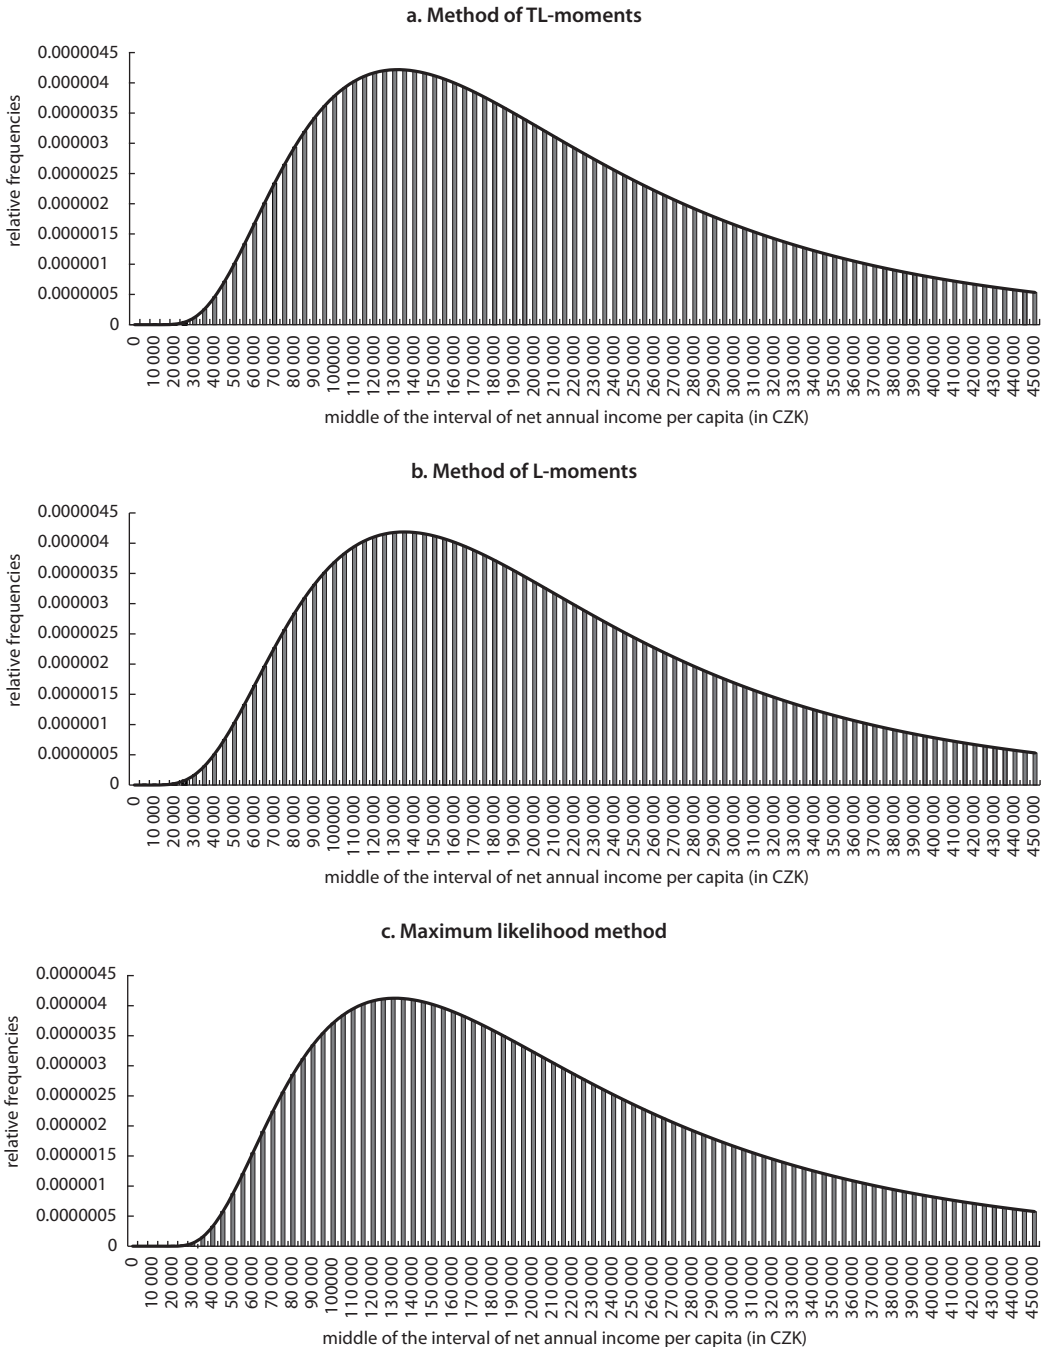 a. Method of TL-moments
0.0000045
0.000004
0.0000035
0.000003
0.0000025
0.000002
0.0000015
0.000001
0.0000005
0
relative frequencies
0 10 000 20 000 30 000 40 000 50 000 60 000 70 000 80 000 90 000 100000 110 000 120 000 130 000 140 000 150 000 160 000 170 000 180 000 190 000 200 000 210 000 220 000 230 000 240 000 250 000 260 000 270 000 280 000 290 000 300 000 310 000 320 000 330 000 340 000 350 000 360 000 370 000 380 000 390 000 400 000 410 000 420 000 430 000 440 000 450 000
middle of the interval of net annual income per capita (in CZK)
b. Method of L-moments
0.0000045
0.000004
0.0000035
0.000003
0.0000025
0.000002
0.0000015
0.000001
0.0000005
0
relative frequencies
0 10 000 20 000 30 000 40 000 50 000 60 000 70 000 80 000 90 000 100000 110 000 120 000 130 000 140 000 150 000 160 000 170 000 180 000 190 000 200 000 210 000 220 000 230 000 240 000 250 000 260 000 270 000 280 000 290 000 300 000 310 000 320 000 330 000 340 000 350 000 360 000 370 000 380 000 390 000 400 000 410 000 420 000 430 000 440 000 450 000
middle of the interval of net annual income per capita (in CZK)
c. Maximum likelihood method
0.0000045
0.000004
0.0000035
0.000003
0.0000025
0.000002
0.0000015
0.000001
0.0000005
0
relative frequencies
0 10 000 20 000 30 000 40 000 50 000 60 000 70 000 80 000 90 000 100000 110 000 120 000 130 000 140 000 150 000 160 000 170 000 180 000 190 000 200 000 210 000 220 000 230 000 240 000 250 000 260 000 270 000 280 000 290 000 300 000 310 000 320 000 330 000 340 000 350 000 360 000 370 000 380 000 390 000 400 000 410 000 420 000 430 000 440 000 450 000
middle of the interval of net annual income per capita (in CZK)